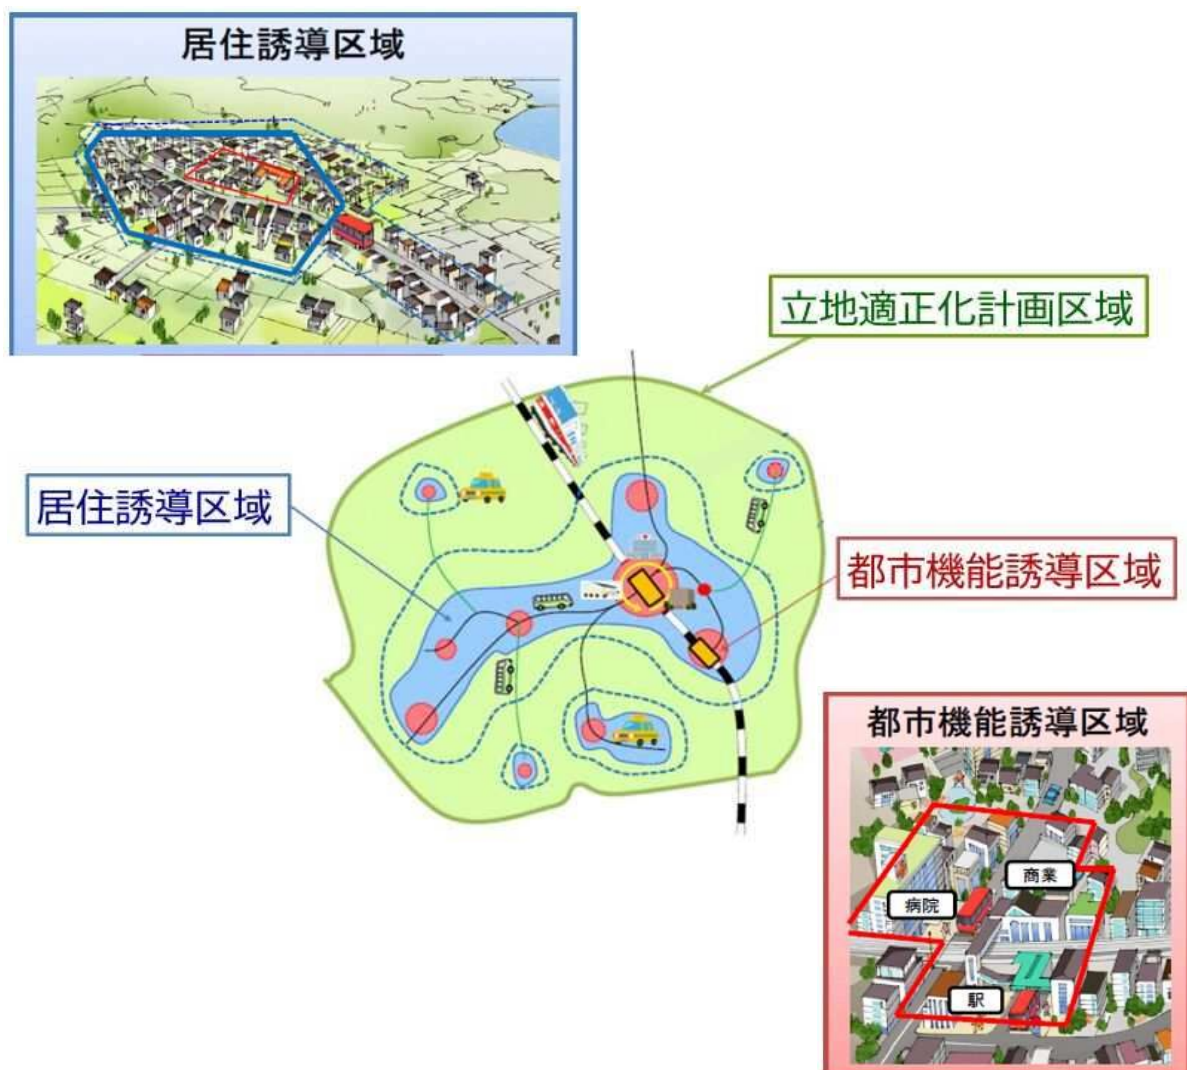 居住誘導区域
立地適正化計画区域
居住誘導区域
都市機能誘導区域
都市機能誘導区域
商業
病院
駅